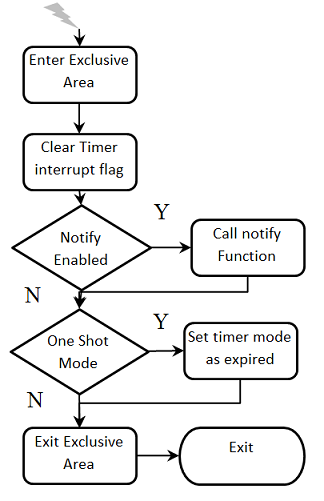 Enter Exclusive
Area
Clear Timer
interrupt flag
Y
Notify
Enabled
Call notify
Function
N
Y
One Shot
Mode
Set timer mode
as expired
N
Exit Exclusive
Area
Exit